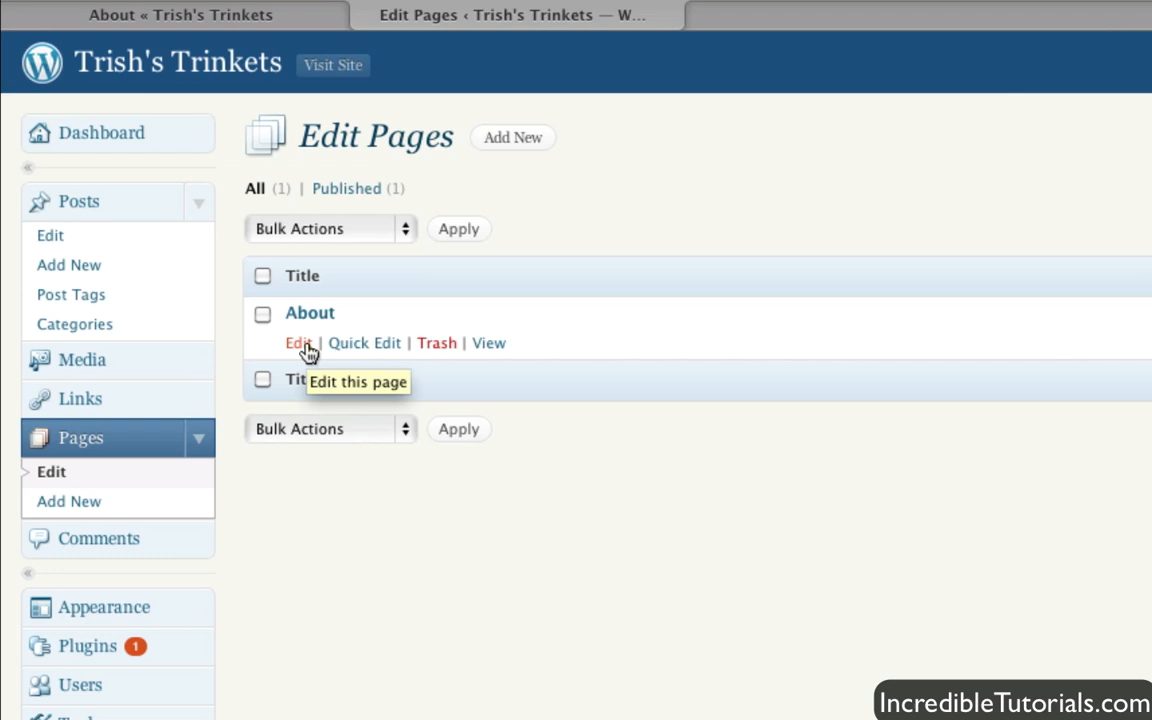 About « Trish's Trinkets
Edit Pages ‹ Trish's Trinkets — W...
Trish's Trinkets
Visit Site
Dashboard
Posts
Edit
Add New
Post Tags
Categories
Media
Links
Pages
Edit
Add New
Comments
Appearance
Plugins 1
Users
Edit Pages
Add New
All (1) | Published (1)
Bulk Actions
Apply
Title
About
Edit | Quick Edit | Trash | View
Tit
Edit this page
Bulk Actions
Apply
IncredibleTutorials.com